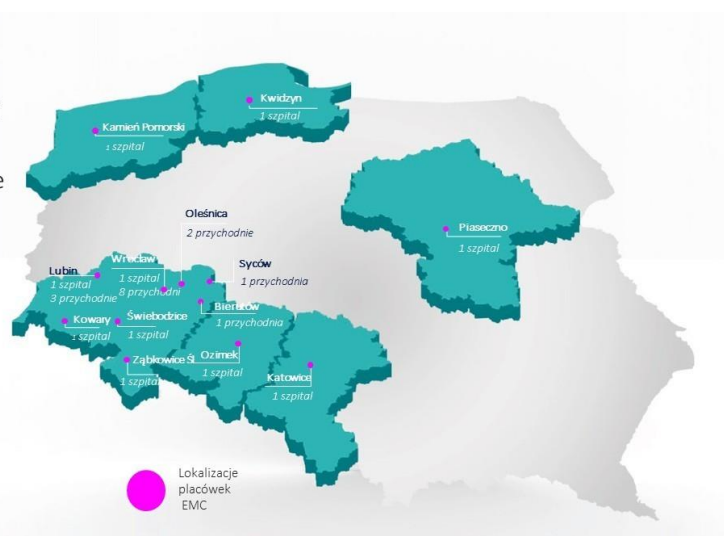 e
Kwidzyn
1 szpital
Kamień Pomorski
1 szpital
Oleśnica
2 przychodnie
Piaseczno
1 szpital
Wrocław
1 szpital
8 przychodni
Syców
1 przychodnia
Lubin
1 szpital
3 przychodnie
Bierutów
1 przychodnia
Kowary
1 szpital
Świebodzice
1 szpital
Ząbkowice Śl.
1 szpital
Ozimek
1 szpital
Katowice
1 szpital
Lokalizacje
placówek
EMC